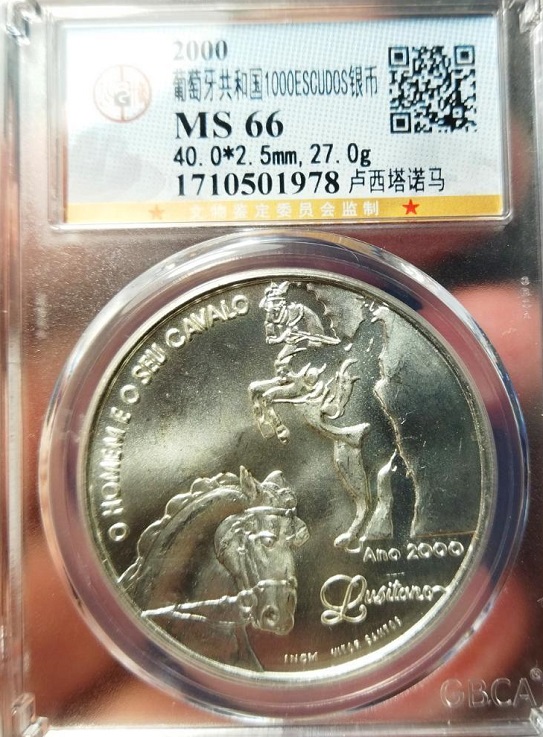 2000
葡萄牙共和国1000ESCUDOS银币
G
MS 66
40.0*2.5mm,27.0g
1710501978 卢西塔诺马
文物鉴定委员会监制
O HOMEM E O SEU CAVALO
Ano 2000
Lusitano
INCM VITOR SANTOS
GBCA